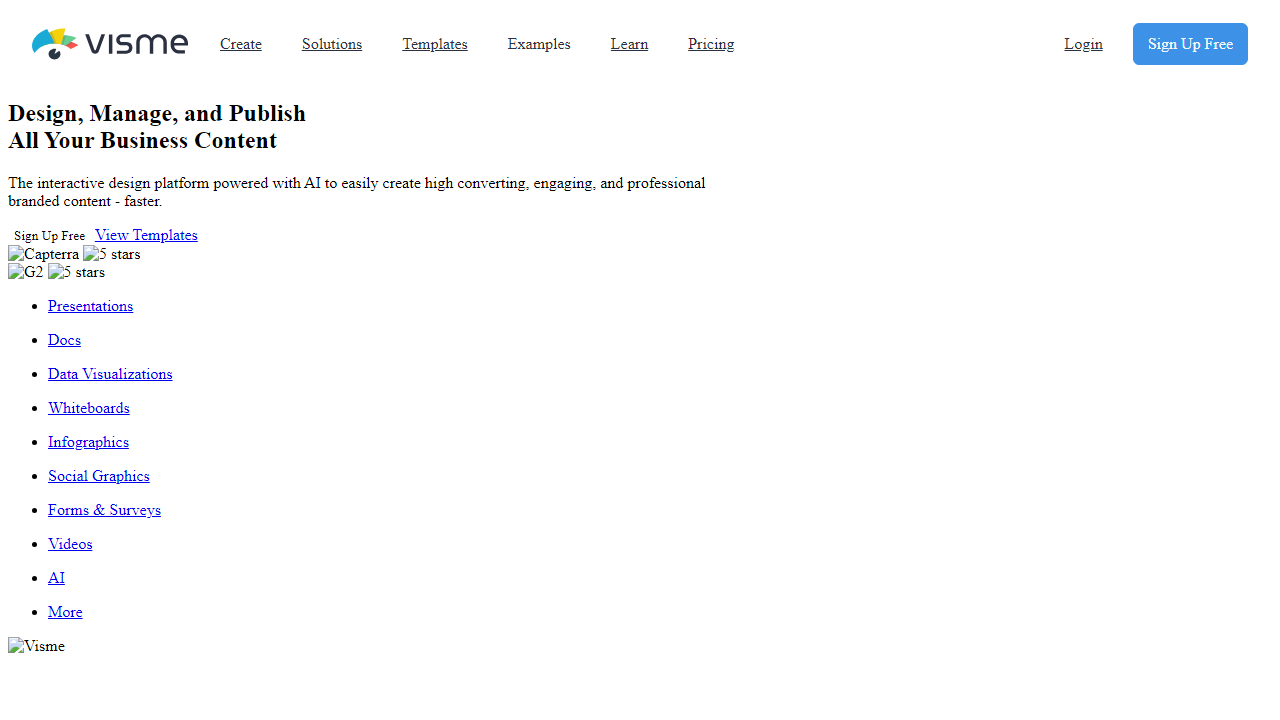 VISME Create Solutions Templates Examples Learn Pricing Login Sign Up Free
Design, Manage, and Publish
All Your Business Content
The interactive design platform powered with AI to easily create high converting, engaging, and professional
branded content - faster.
Sign Up Free View Templates
Capterra 5 stars
G2 5 stars
Presentations
Docs
Data Visualizations
Whiteboards
Infographics
Social Graphics
Forms & Surveys
Videos
AI
More
Visme